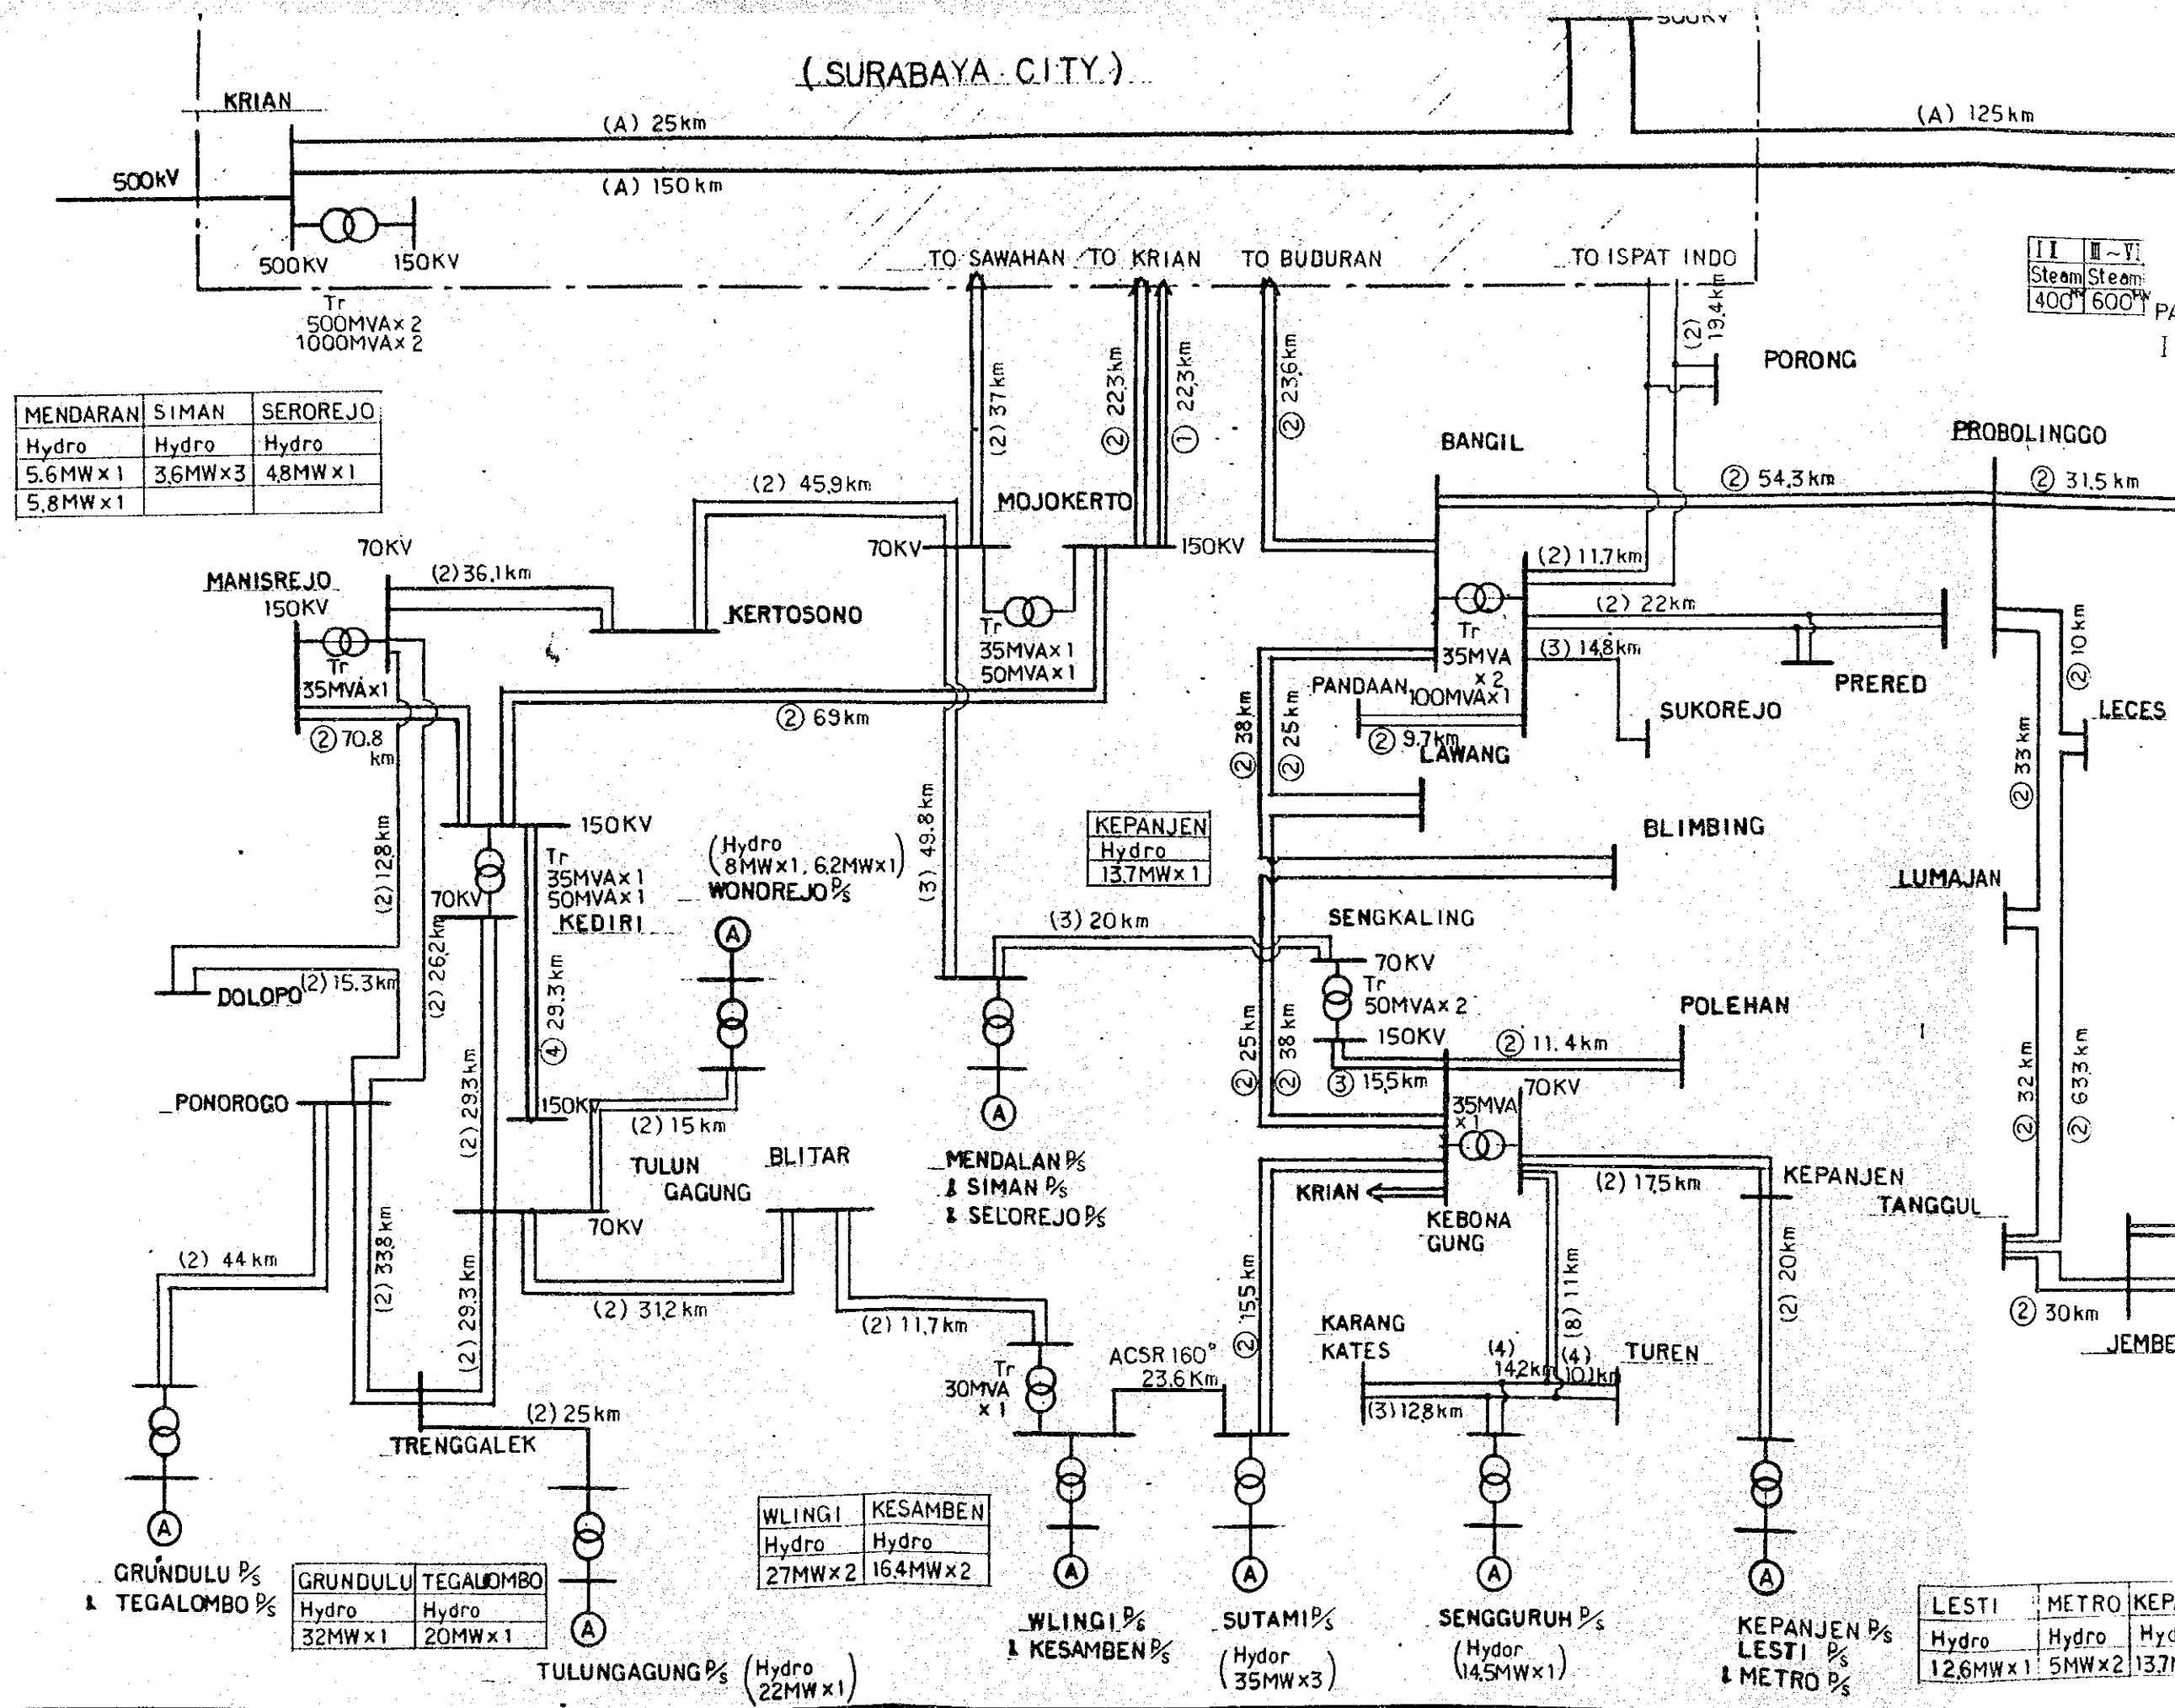 500KV
(SURABAYA CITY)
KRIAN
(A) 25km
(A) 125km
500KV
(A) 150km
500KV
150KV
TO SAWAHAN
TO KRIAN
TO BUDURAN
TO ISPAT INDO
Tr
500MVA×2
1000MVA×2
II III~VI
Steam Steam
400MW 600MW
PA
I
(2) 19.4km
PORONG
(2) 37km
② 22.3km
① 22.3km
② 23.6km
MENDARAN SIMAN SEROREJO
Hydro Hydro Hydro
5.6MW×1 3.6MW×3 4.8MW×1
5.8MW×1
BANGIL
PROBOLINGGO
② 54.3km
② 31.5km
(2) 45.9km
MOJOKERTO
70KV
150KV
70KV
MANISREJO
150KV
(2) 36.1km
KERTOSONO
Tr
35MVA×1
Tr
35MVA×1
50MVA×1
(2) 11.7km
(2) 22km
(3) 14.8km
Tr
35MVA
×2
100MVA×1
PANDAAN
② 9.7km
PRERED
SUKOREJO
② 10km
LECES
② 33km
② 70.8
km
② 69km
② 38km
② 25km
LAWANG
150KV
Tr
35MVA×1
50MVA×1
KEDIRI
70KV
(Hydro
8MW×1, 6.2MW×1)
WONOREJO P/S
A
(3) 49.8km
KEPANJEN
Hydro
13.7MW×1
BLIMBING
LUMAJAN
(2) 12.8km
(2) 26.2km
DOLOPO
(2) 15.3km
④ 29.3km
(3) 20km
SENGKALING
70KV
Tr
50MVA×2
150KV
POLEHAN
② 11.4km
③ 15.5km
② 25km
② 38km
② 32km
② 63.3km
PONOROGO
(2) 29.3km
150KV
(2) 15km
A
70KV
35MVA
×1
TULUN
GAGUNG
70KV
BLITAR
MENDALAN P/S
& SIMAN P/S
& SELOREJO P/S
KRIAN
KEBONA
GUNG
(2) 17.5km
KEPANJEN
TANGGUL
(2) 44km
(2) 33.8km
(2) 29.3km
(2) 31.2km
(2) 11.7km
② 15.5km
(8) 11km
(2) 20km
② 30km
JEMBE
Tr
30MVA
×1
ACSR 160°
23.6Km
KARANG
KATES
(4)
14.2km
(4)
10.1km
TUREN
(3) 12.8km
(2) 25km
TRENGGALEK
WLINGI KESAMBEN
Hydro Hydro
27MW×2 16.4MW×2
A
A
A
A
A
A
GRUNDULU P/S
& TEGALOMBO P/S
GRUNDULU TEGALOMBO
Hydro Hydro
32MW×1 20MW×1
TULUNGAGUNG P/S (Hydro
22MW×1)
WLINGI P/S
& KESAMBEN P/S
SUTAMI P/S
(Hydor
35MW×3)
SENGGURUH P/S
(Hydor
14.5MW×1)
KEPANJEN P/S
LESTI P/S
& METRO P/S
LESTI METRO KEP
Hydro Hydro Hyd
12.6MW×1 5MW×2 13.7